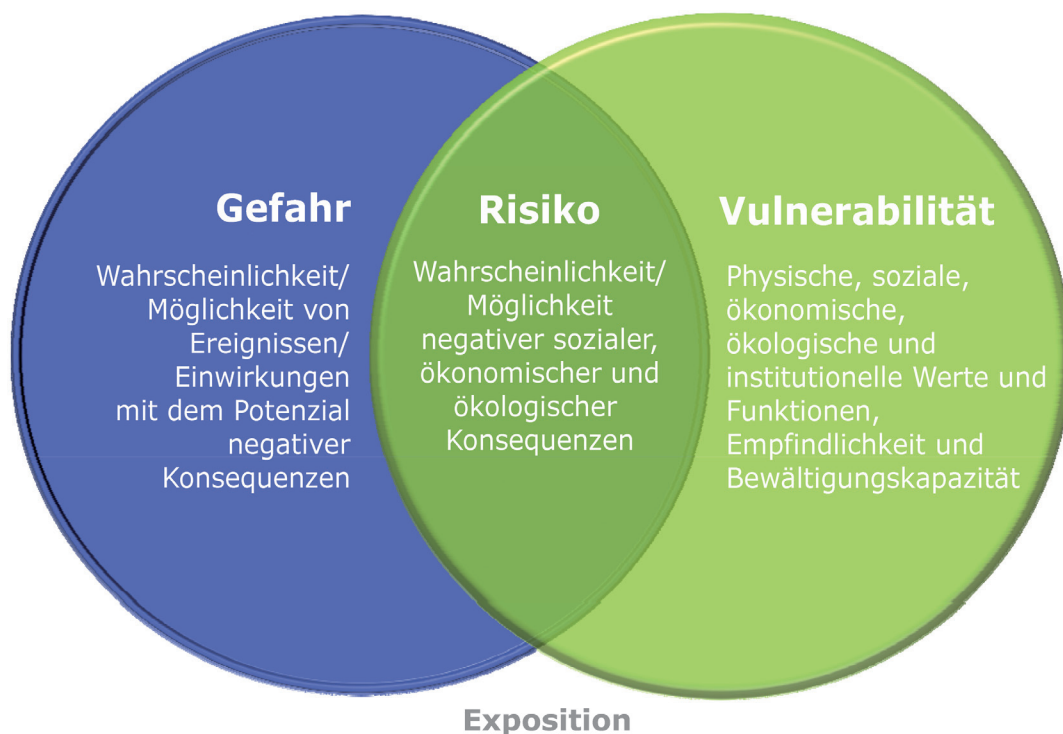 Gefahr
Wahrscheinlichkeit/
Möglichkeit von
Ereignissen/
Einwirkungen
mit dem Potenzial
negativer
Konsequenzen
Risiko
Wahrscheinlichkeit/
Möglichkeit
negativer sozialer,
ökonomischer und
ökologischer
Konsequenzen
Vulnerabilität
Physische, soziale,
ökonomische,
ökologische und
institutionelle Werte und
Funktionen,
Empfindlichkeit und
Bewältigungskapazität
Exposition